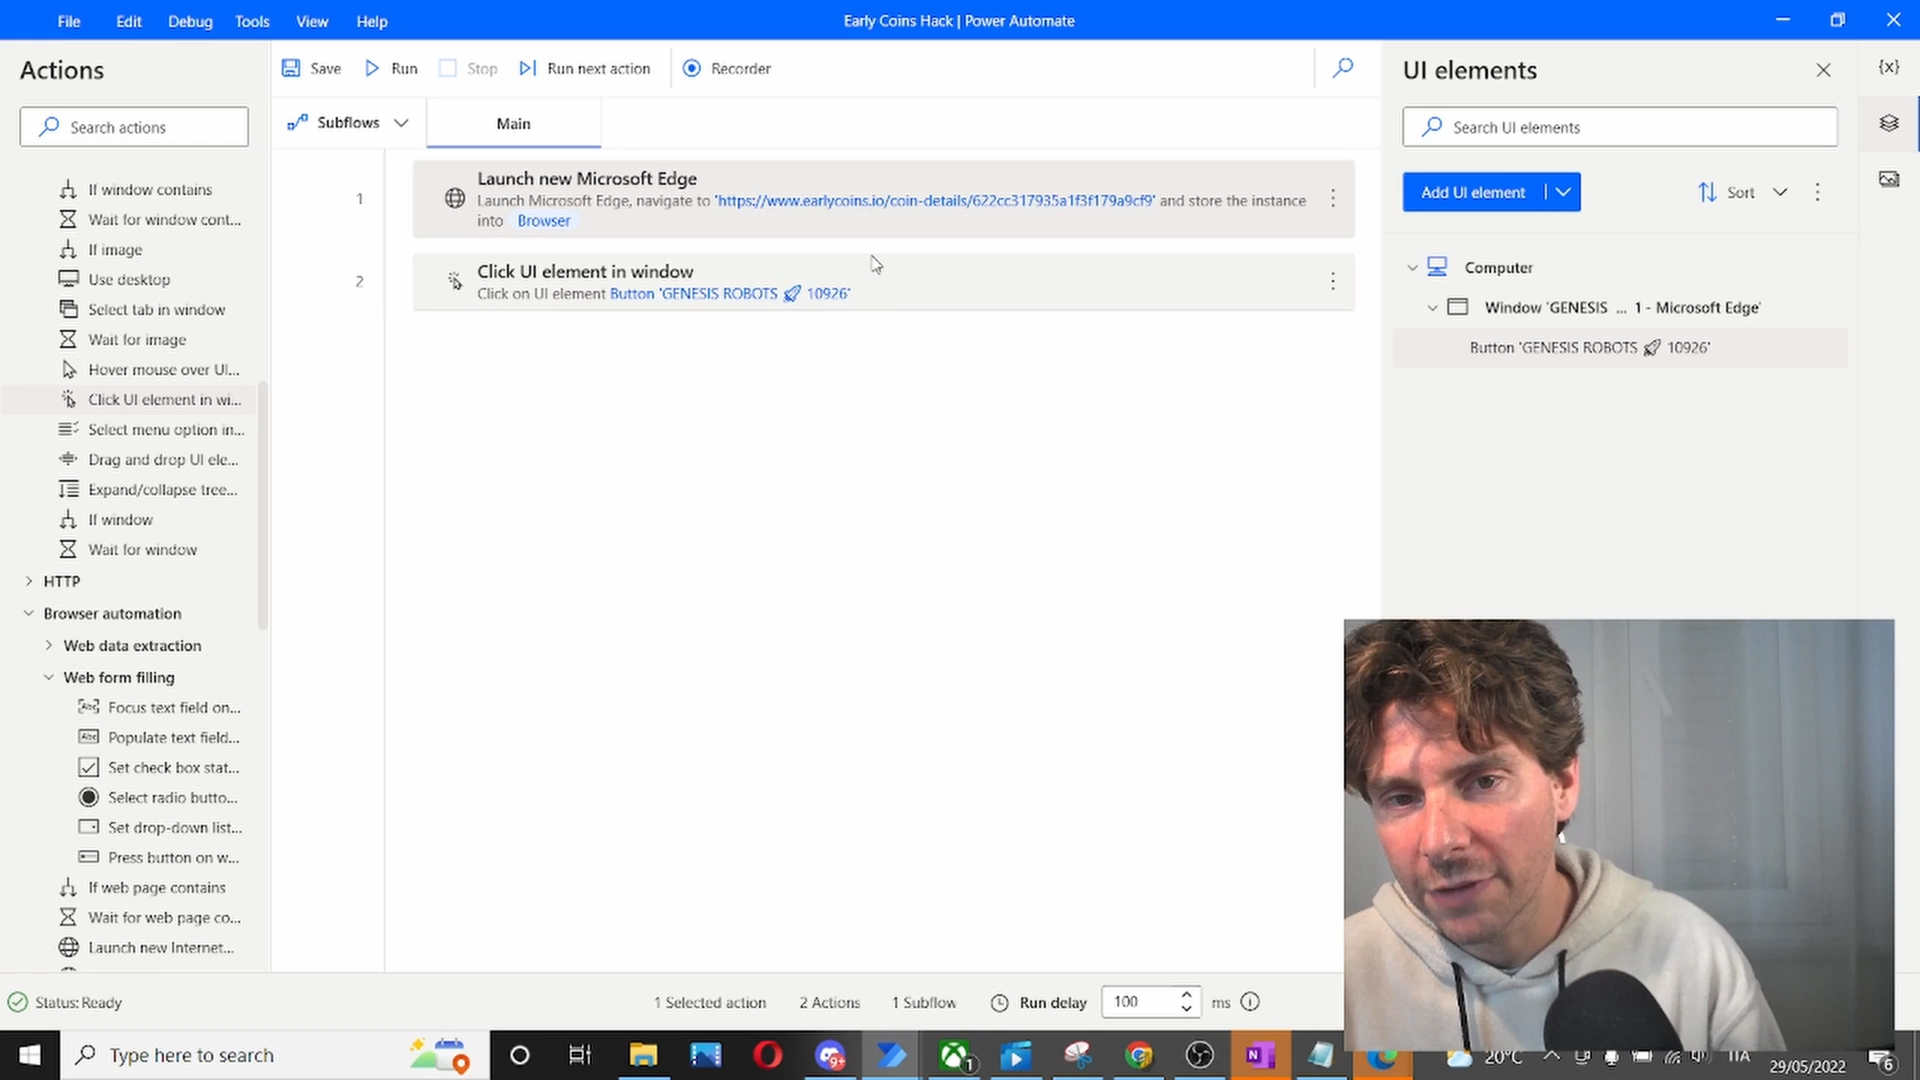 File Edit Debug Tools View Help
Early Coins Hack | Power Automate
Actions
Search actions
If window contains
Wait for window cont...
If image
Use desktop
Select tab in window
Wait for image
Hover mouse over UI...
Click UI element in wi...
Select menu option in...
Drag and drop UI ele...
Expand/collapse tree...
If window
Wait for window
HTTP
Browser automation
Web data extraction
Web form filling
Focus text field on...
Populate text field...
Set check box stat...
Select radio butto...
Set drop-down list...
Press button on w...
If web page contains
Wait for web page co...
Launch new Internet...
Save Run Stop Run next action Recorder
Subflows Main
1
Launch new Microsoft Edge
Launch Microsoft Edge, navigate to 'https://www.earlycoins.io/coin-details/622cc317935a1f3f179a9cf9' and store the instance
into Browser
2
Click UI element in window
Click on UI element Button 'GENESIS ROBOTS 🚀 10926'
UI elements
Search UI elements
Add UI element Sort
Computer
Window 'GENESIS ... 1 - Microsoft Edge'
Button 'GENESIS ROBOTS 🚀 10926'
{x}
Status: Ready 1 Selected action 2 Actions 1 Subflow Run delay 100 ms
Type here to search
9+
1
N
20°C
ITA
29/05/2022
6